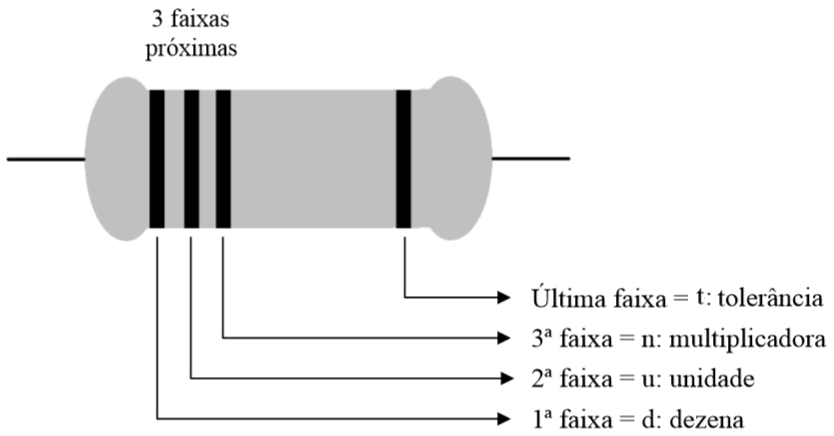 3 faixas
próximas
Última faixa = t: tolerância
3ª faixa = n: multiplicadora
2ª faixa = u: unidade
1ª faixa = d: dezena